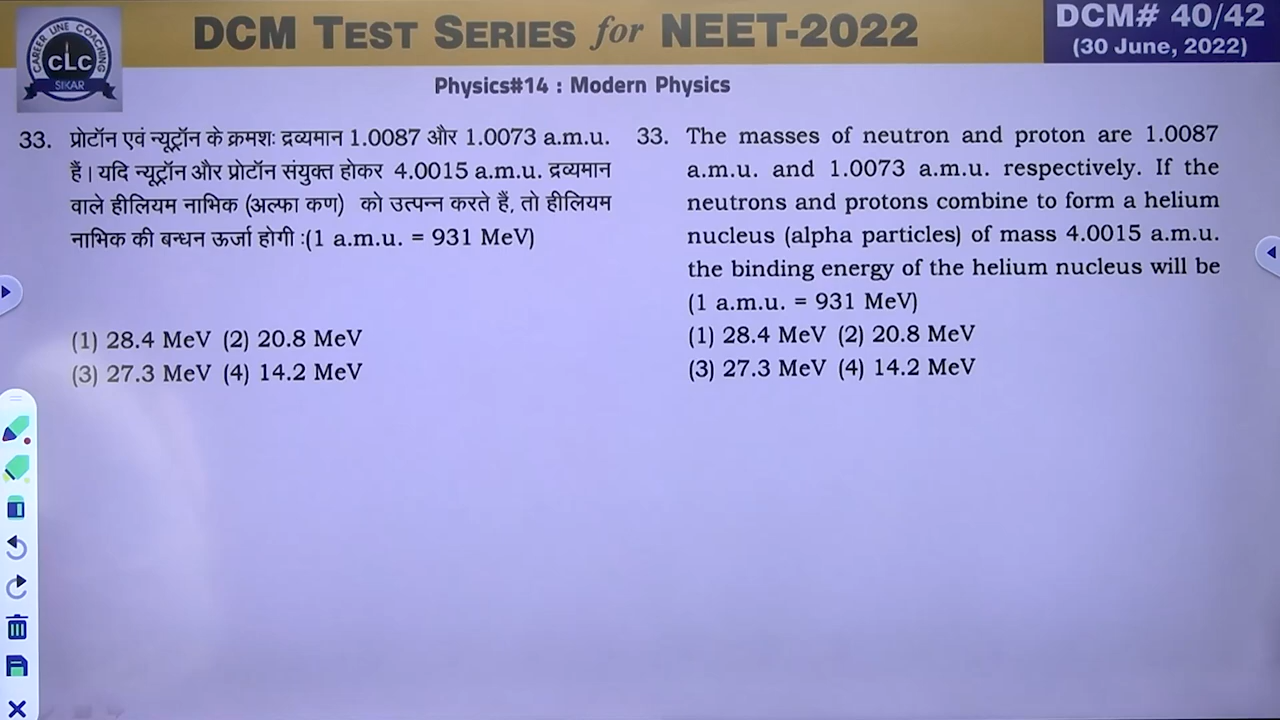 CAREER LINE COACHING
CLC
SIKAR
DCM TEST SERIES for NEET-2022
DCM# 40/42
(30 June, 2022)
Physics#14 : Modern Physics
33. प्रोटॉन एवं न्यूट्रॉन के क्रमशः द्रव्यमान 1.0087 और 1.0073 a.m.u.
हैं। यदि न्यूट्रॉन और प्रोटॉन संयुक्त होकर 4.0015 a.m.u. द्रव्यमान
वाले हीलियम नाभिक (अल्फा कण) को उत्पन्न करते हैं, तो हीलियम
नाभिक की बन्धन ऊर्जा होगी :(1 a.m.u. = 931 MeV)
(1) 28.4 MeV (2) 20.8 MeV
(3) 27.3 MeV (4) 14.2 MeV
33. The masses of neutron and proton are 1.0087
a.m.u. and 1.0073 a.m.u. respectively. If the
neutrons and protons combine to form a helium
nucleus (alpha particles) of mass 4.0015 a.m.u.
the binding energy of the helium nucleus will be
(1 a.m.u. = 931 MeV)
(1) 28.4 MeV (2) 20.8 MeV
(3) 27.3 MeV (4) 14.2 MeV